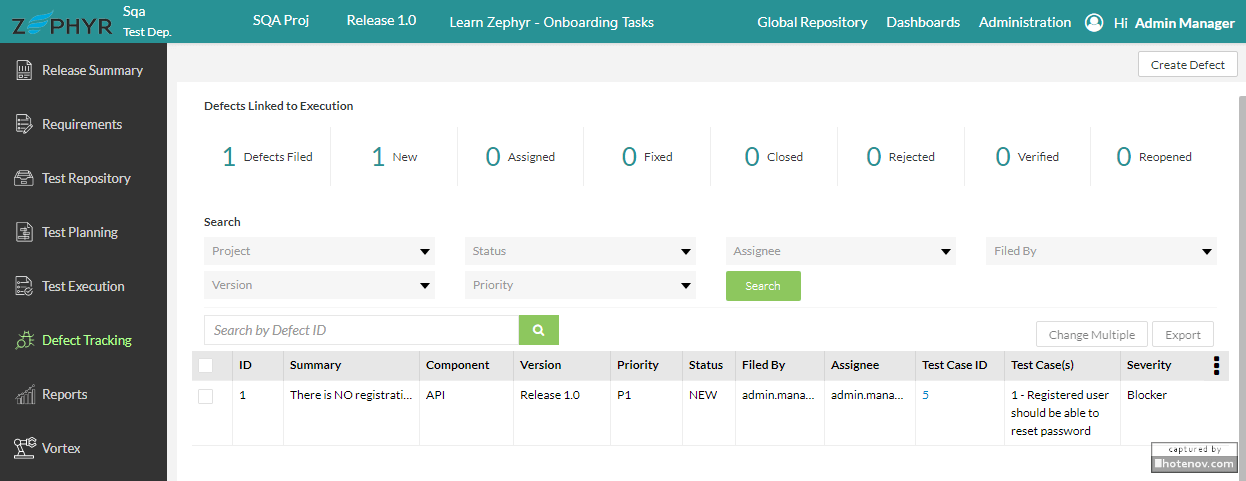 ZEPHYR
Sqa
Test Dep.
SQA Proj
Release 1.0
Learn Zephyr - Onboarding Tasks
Global Repository
Dashboards
Administration
Hi Admin Manager
Release Summary
Requirements
Test Repository
Test Planning
Test Execution
Defect Tracking
Reports
Vortex
Create Defect
Defects Linked to Execution
1 Defects Filed
1 New
0 Assigned
0 Fixed
0 Closed
0 Rejected
0 Verified
0 Reopened
Search
Project
Status
Assignee
Filed By
Version
Priority
Search
Search by Defect ID
Change Multiple
Export
ID Summary Component Version Priority Status Filed By Assignee Test Case ID Test Case(s) Severity
1 There is NO registrati... API Release 1.0 P1 NEW admin.mana... admin.mana... 5 1 - Registered user Blocker
should be able to
reset password
captured by
hotenov.com